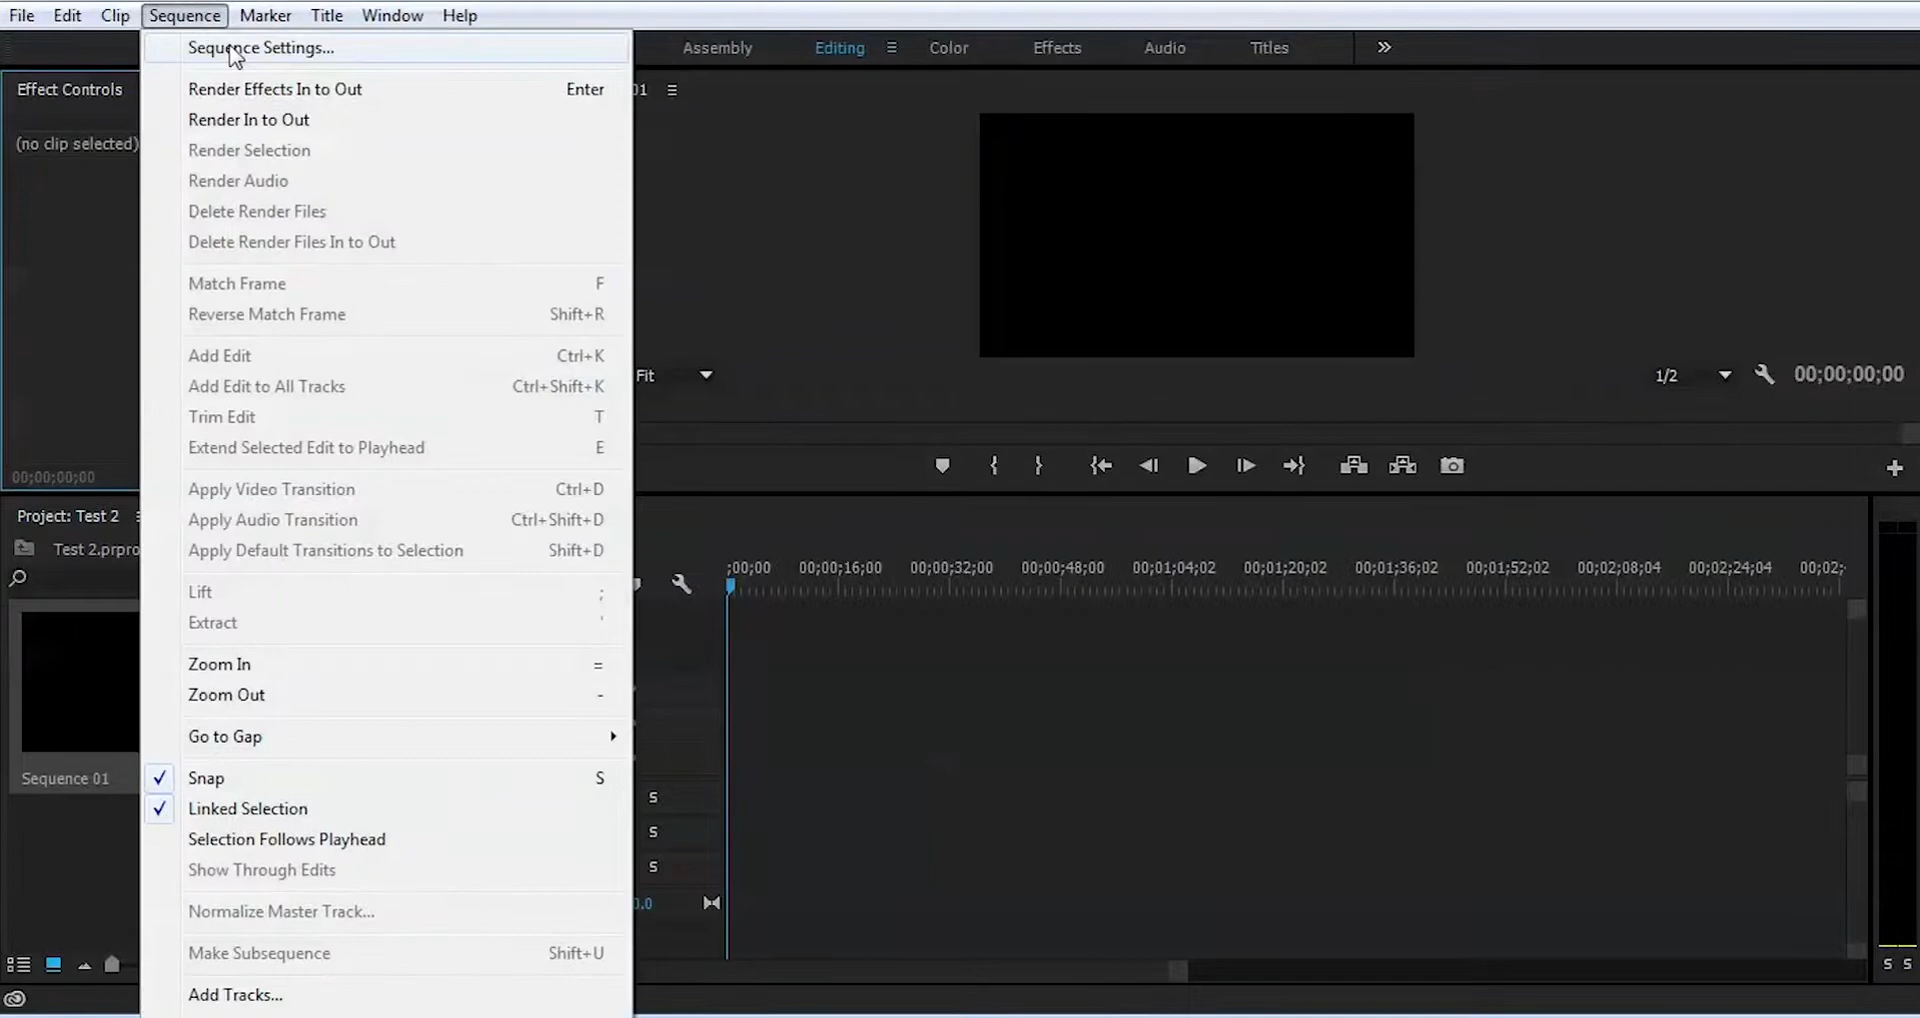 File Edit Clip Sequence Marker Title Window Help
Sequence Settings...
Assembly Editing Color Effects Audio Titles
Effect Controls
(no clip selected)
00;00;00;00
Project: Test 2
Test 2.prpro
Sequence 01
Render Effects In to Out Enter
Render In to Out
Render Selection
Render Audio
Delete Render Files
Delete Render Files In to Out
Match Frame F
Reverse Match Frame Shift+R
Add Edit Ctrl+K
Add Edit to All Tracks Ctrl+Shift+K
Trim Edit T
Extend Selected Edit to Playhead E
Apply Video Transition Ctrl+D
Apply Audio Transition Ctrl+Shift+D
Apply Default Transitions to Selection Shift+D
Lift ;
Extract '
Zoom In =
Zoom Out -
Go to Gap
Snap S
Linked Selection
Selection Follows Playhead
Show Through Edits
Normalize Master Track...
Make Subsequence Shift+U
Add Tracks...
01
Fit 1/2 00;00;00;00
;00;00 00;00;16;00 00;00;32;00 00;00;48;00 00;01;04;02 00;01;20;02 00;01;36;02 00;01;52;02 00;02;08;04 00;02;24;04 00;02;
S
S
S
0.0
S S